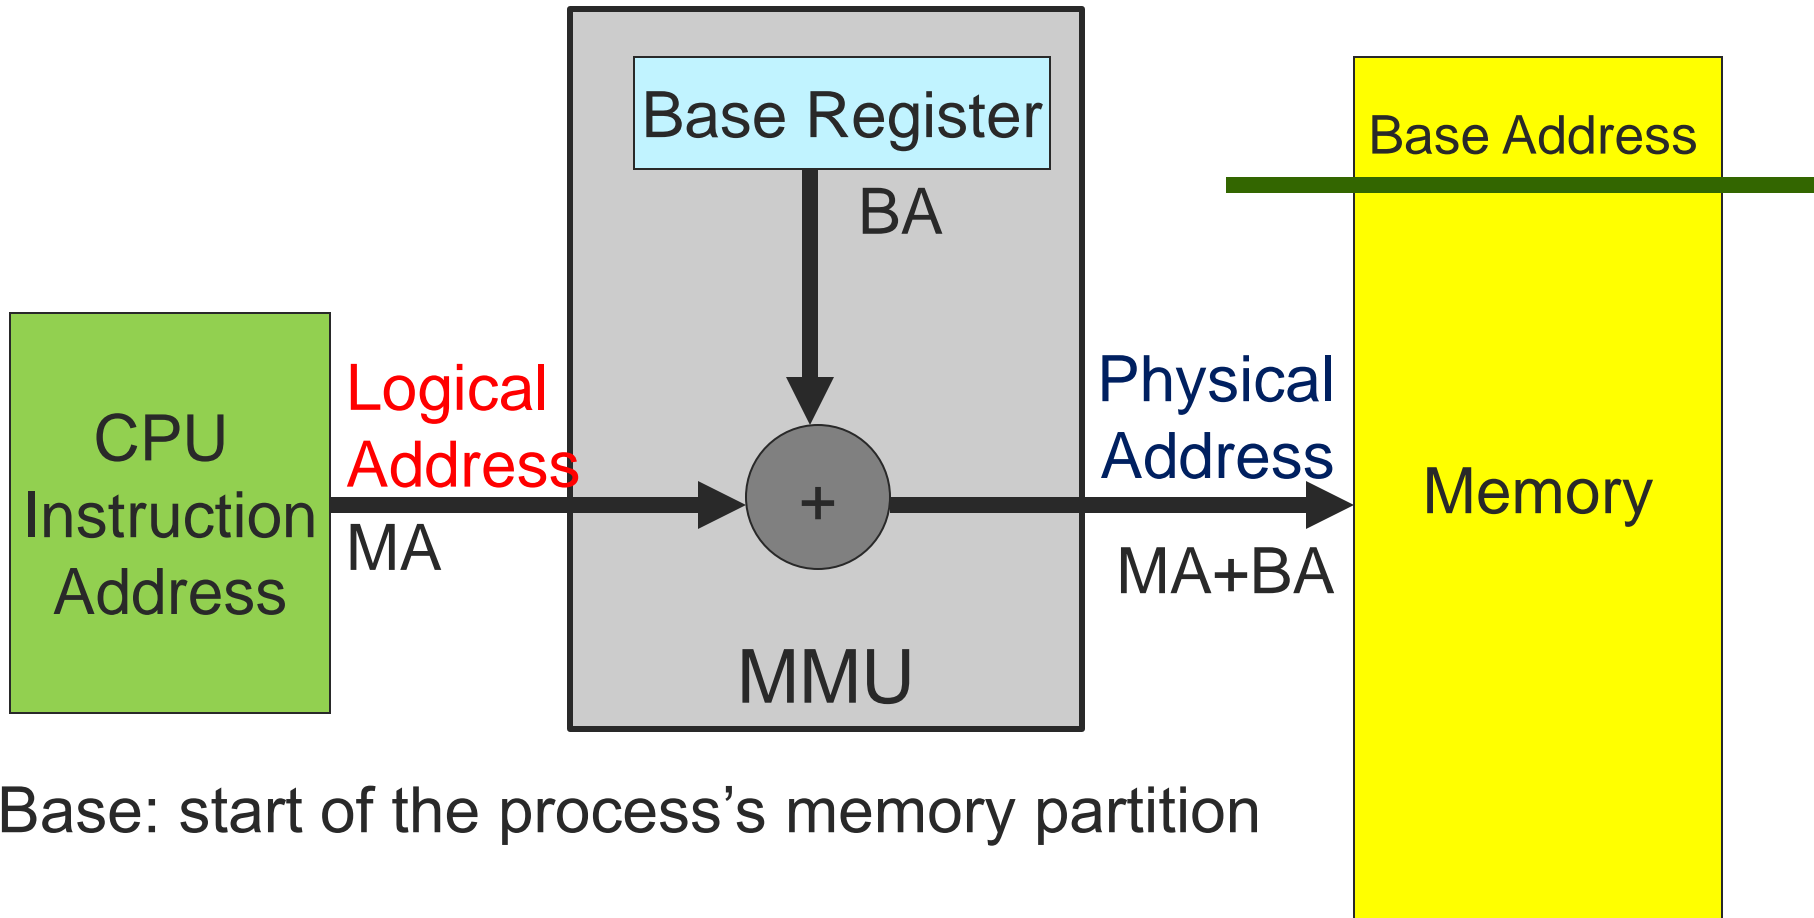 Base Register
BA
Base Address
CPU
Instruction
Address
Logical
Address
MA
+
MMU
Physical
Address
MA+BA
Memory
Base: start of the process’s memory partition